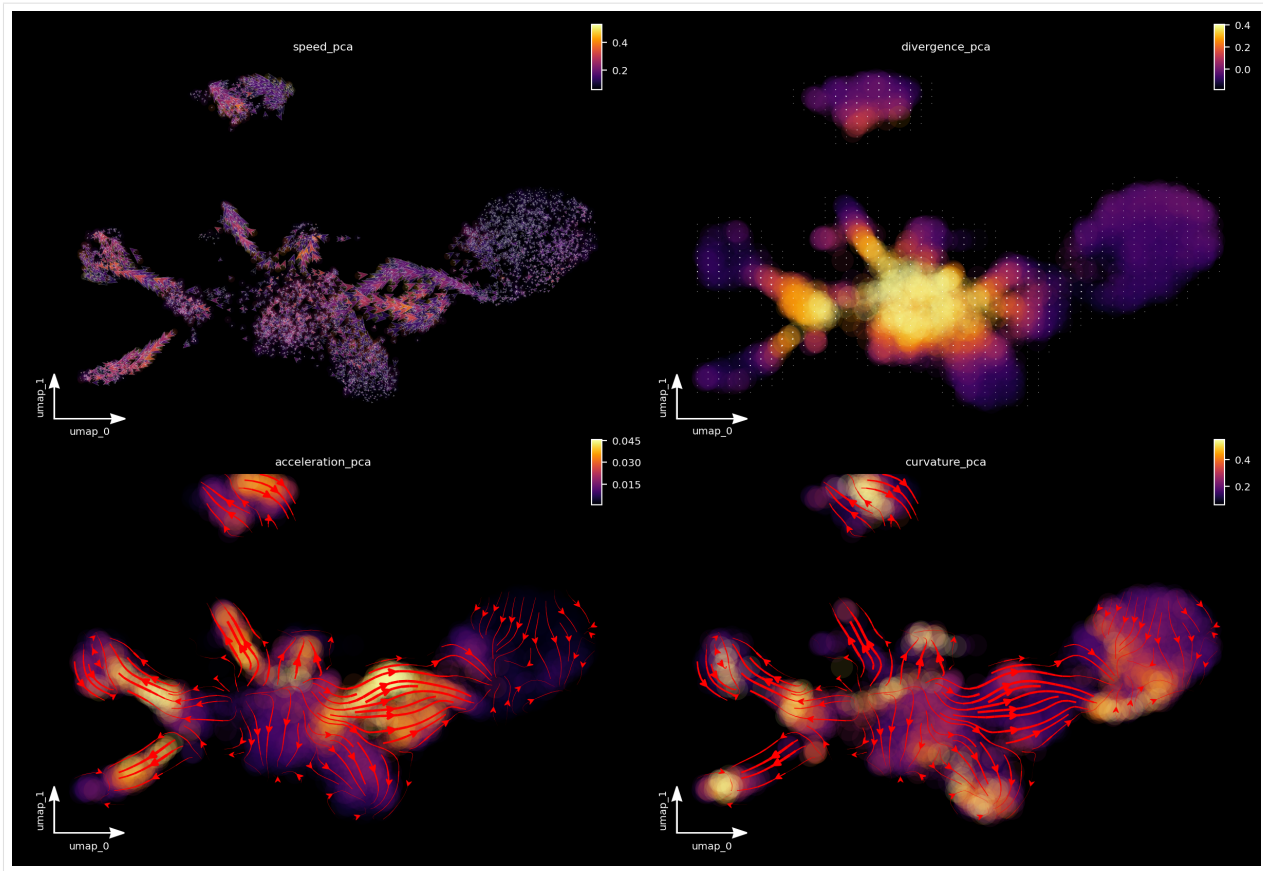 speed_pca
0.4
0.2
umap_1
umap_0
divergence_pca
0.4
0.2
0.0
umap_1
umap_0
acceleration_pca
0.045
0.030
0.015
umap_1
umap_0
curvature_pca
0.4
0.2
umap_1
umap_0